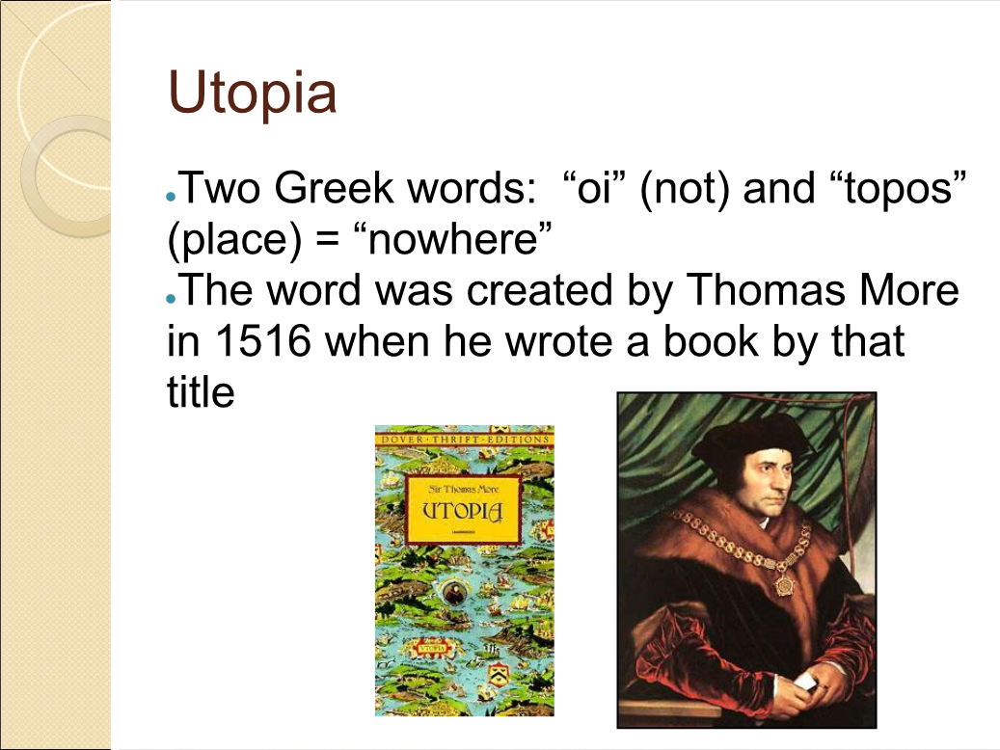 Utopia
●Two Greek words:  “oi” (not) and “topos”
(place) = “nowhere”
●The word was created by Thomas More
in 1516 when he wrote a book by that
title
DOVER · THRIFT · EDITIONS
Sir Thomas More
UTOPIA
UTOPIA